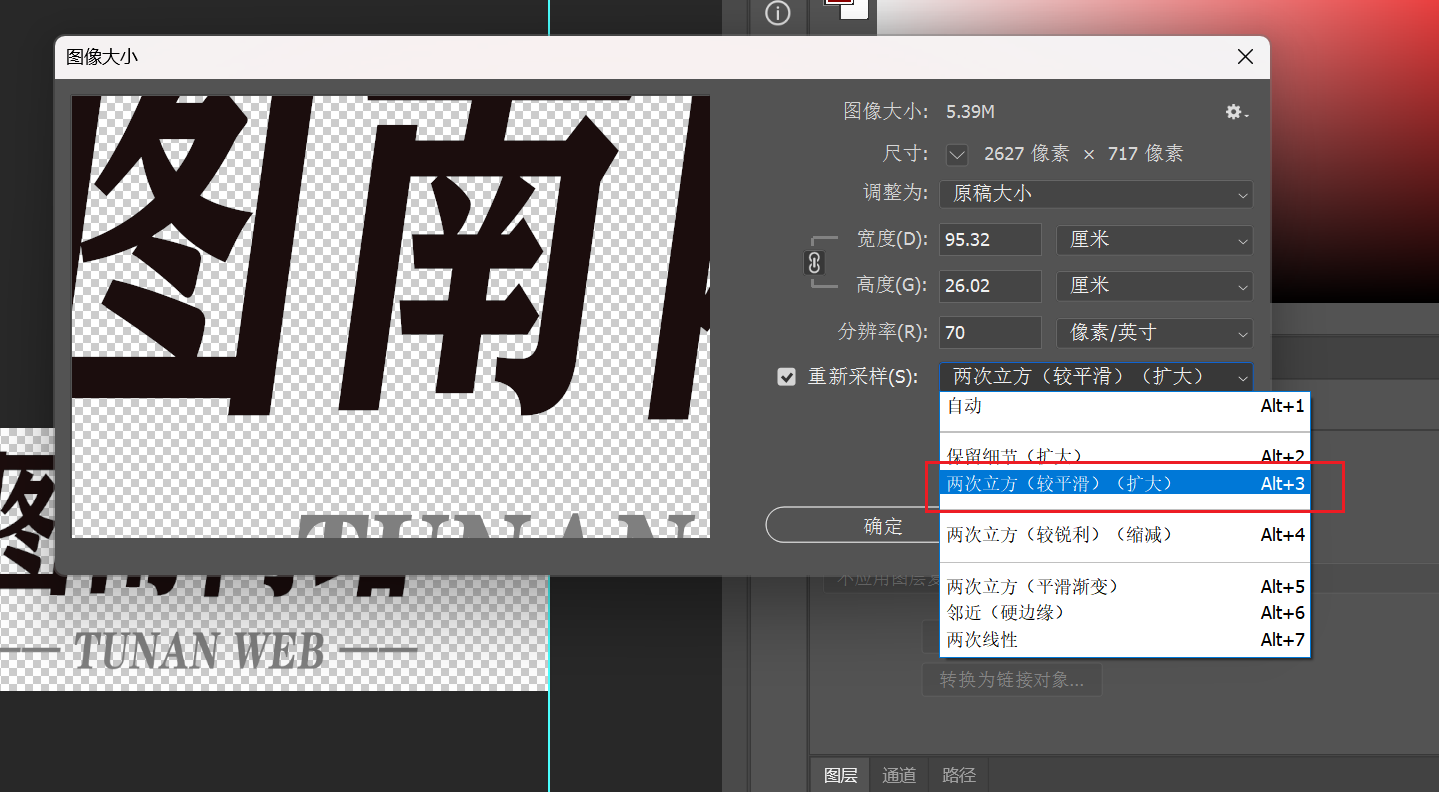 图像大小
图像大小: 5.39M
尺寸: 2627 像素 × 717 像素
调整为: 原稿大小
宽度(D): 95.32 厘米
高度(G): 26.02 厘米
分辨率(R): 70 像素/英寸
重新采样(S): 两次立方（较平滑）（扩大）
自动 Alt+1
保留细节（扩大） Alt+2
两次立方（较平滑）（扩大） Alt+3
两次立方（较锐利）（缩减） Alt+4
两次立方（平滑渐变） Alt+5
邻近（硬边缘） Alt+6
两次线性 Alt+7
确定
图南
TUNAN
TUNAN WEB
不应用图层复
转换为链接对象...
图层 通道 路径